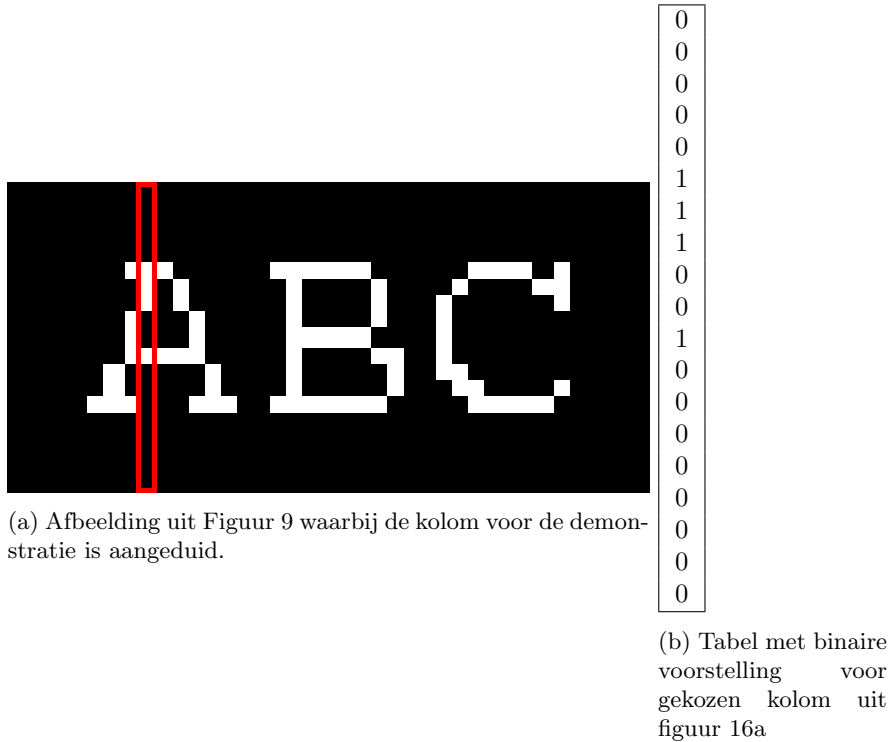 ABC
(a) Afbeelding uit Figuur 9 waarbij de kolom voor de demon-
stratie is aangeduid.
0
0
0
0
0
1
1
1
0
0
1
0
0
0
0
0
0
0
0
(b) Tabel met binaire
voorstelling voor
gekozen kolom uit
figuur 16a